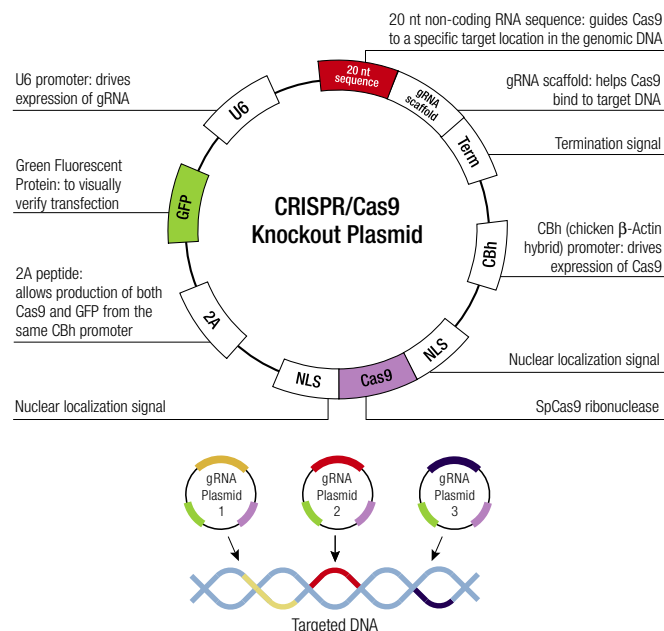 20 nt non-coding RNA sequence: guides Cas9
to a specific target location in the genomic DNA
U6 promoter: drives
expression of gRNA
20 nt
sequence
gRNA
scaffold
gRNA scaffold: helps Cas9
bind to target DNA
U6
Term
Termination signal
Green Fluorescent
Protein: to visually
verify transfection
GFP
CRISPR/Cas9
Knockout Plasmid
CBh
CBh (chicken β-Actin
hybrid) promoter: drives
expression of Cas9
2A peptide:
allows production of both
Cas9 and GFP from the
same CBh promoter
2A
NLS
Cas9
NLS
Nuclear localization signal
Nuclear localization signal
SpCas9 ribonuclease
gRNA
Plasmid
1
gRNA
Plasmid
2
gRNA
Plasmid
3
Targeted DNA